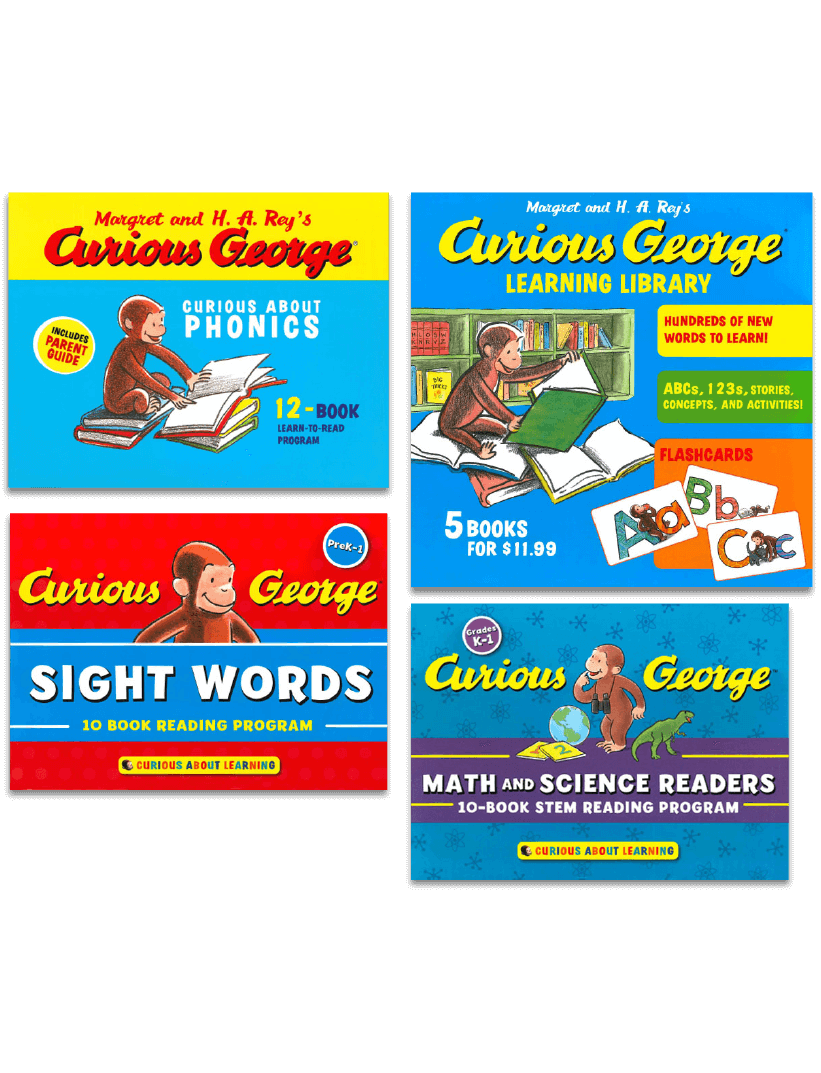 Margret and H. A. Rey's
Curious George®
CURIOUS ABOUT
PHONICS
INCLUDES
PARENT
GUIDE
12-BOOK
LEARN-TO-READ
PROGRAM
Margret and H. A. Rey's
Curious George
LEARNING LIBRARY
HUNDREDS OF NEW
WORDS TO LEARN!
ABCs, 123s, STORIES,
CONCEPTS, AND ACTIVITIES!
FLASHCARDS
Aa
Bb
Cc
5 BOOKS
FOR $11.99
PreK-1
Curious George
SIGHT WORDS
10 BOOK READING PROGRAM
CURIOUS ABOUT LEARNING
Grades
K-1
Curious George
1 2
MATH AND SCIENCE READERS
10-BOOK STEM READING PROGRAM
CURIOUS ABOUT LEARNING